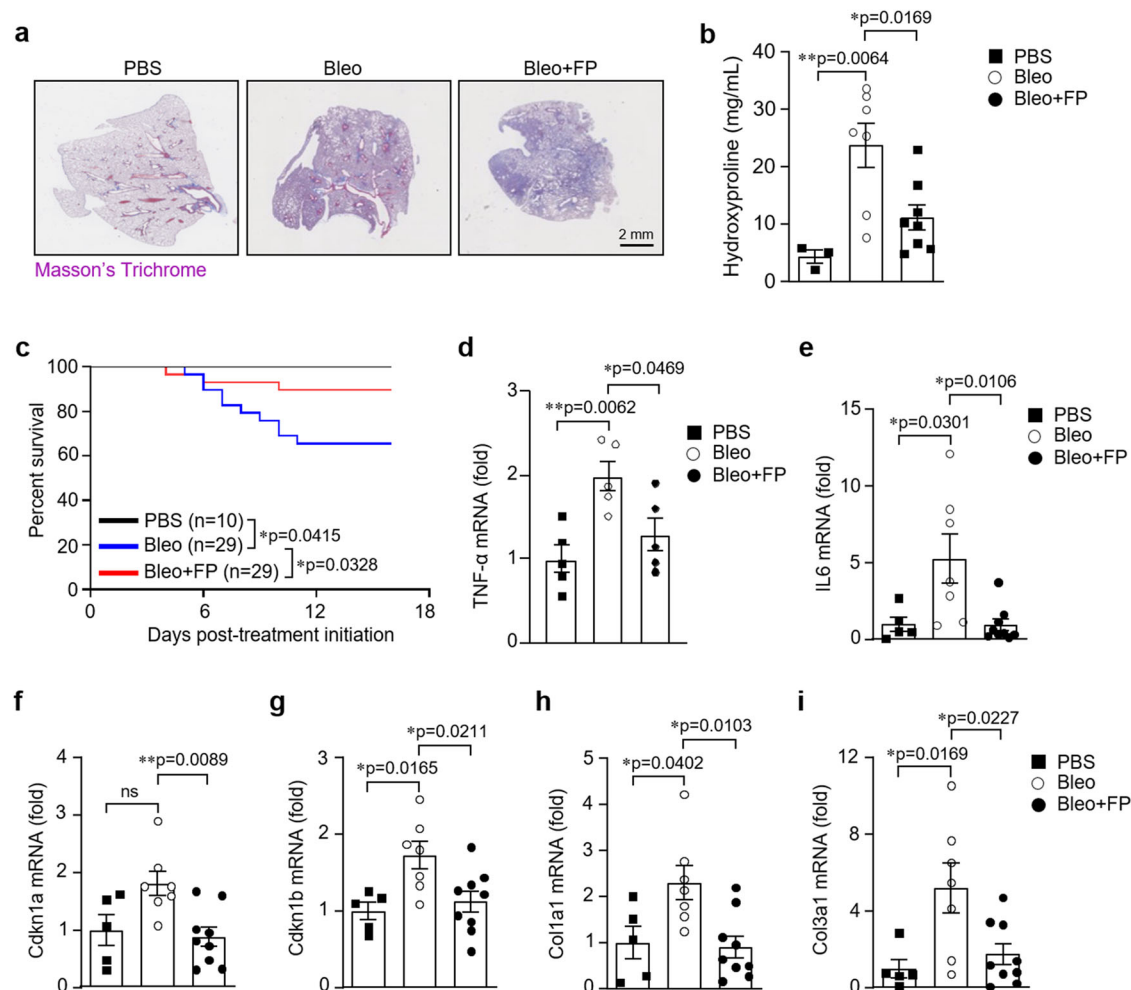 a
PBS
Bleo
Bleo+FP
2 mm
Masson's Trichrome
b
*p=0.0169
**p=0.0064
Hydroxyproline (mg/mL)
40
30
20
10
0
PBS
Bleo
Bleo+FP
c
Percent survival
100
80
60
40
20
0
PBS (n=10)
Bleo (n=29)
Bleo+FP (n=29)
*p=0.0415
*p=0.0328
0
6
12
18
Days post-treatment initiation
d
*p=0.0469
**p=0.0062
TNF-α mRNA (fold)
3
2
1
0
PBS
Bleo
Bleo+FP
e
*p=0.0106
*p=0.0301
IL6 mRNA (fold)
15
10
5
0
PBS
Bleo
Bleo+FP
f
**p=0.0089
ns
Cdkn1a mRNA (fold)
4
3
2
1
0
g
*p=0.0211
*p=0.0165
Cdkn1b mRNA (fold)
3
2
1
0
h
*p=0.0103
*p=0.0402
Col1a1 mRNA (fold)
5
4
3
2
1
0
i
*p=0.0227
*p=0.0169
Col3a1 mRNA (fold)
12
8
4
0
PBS
Bleo
Bleo+FP